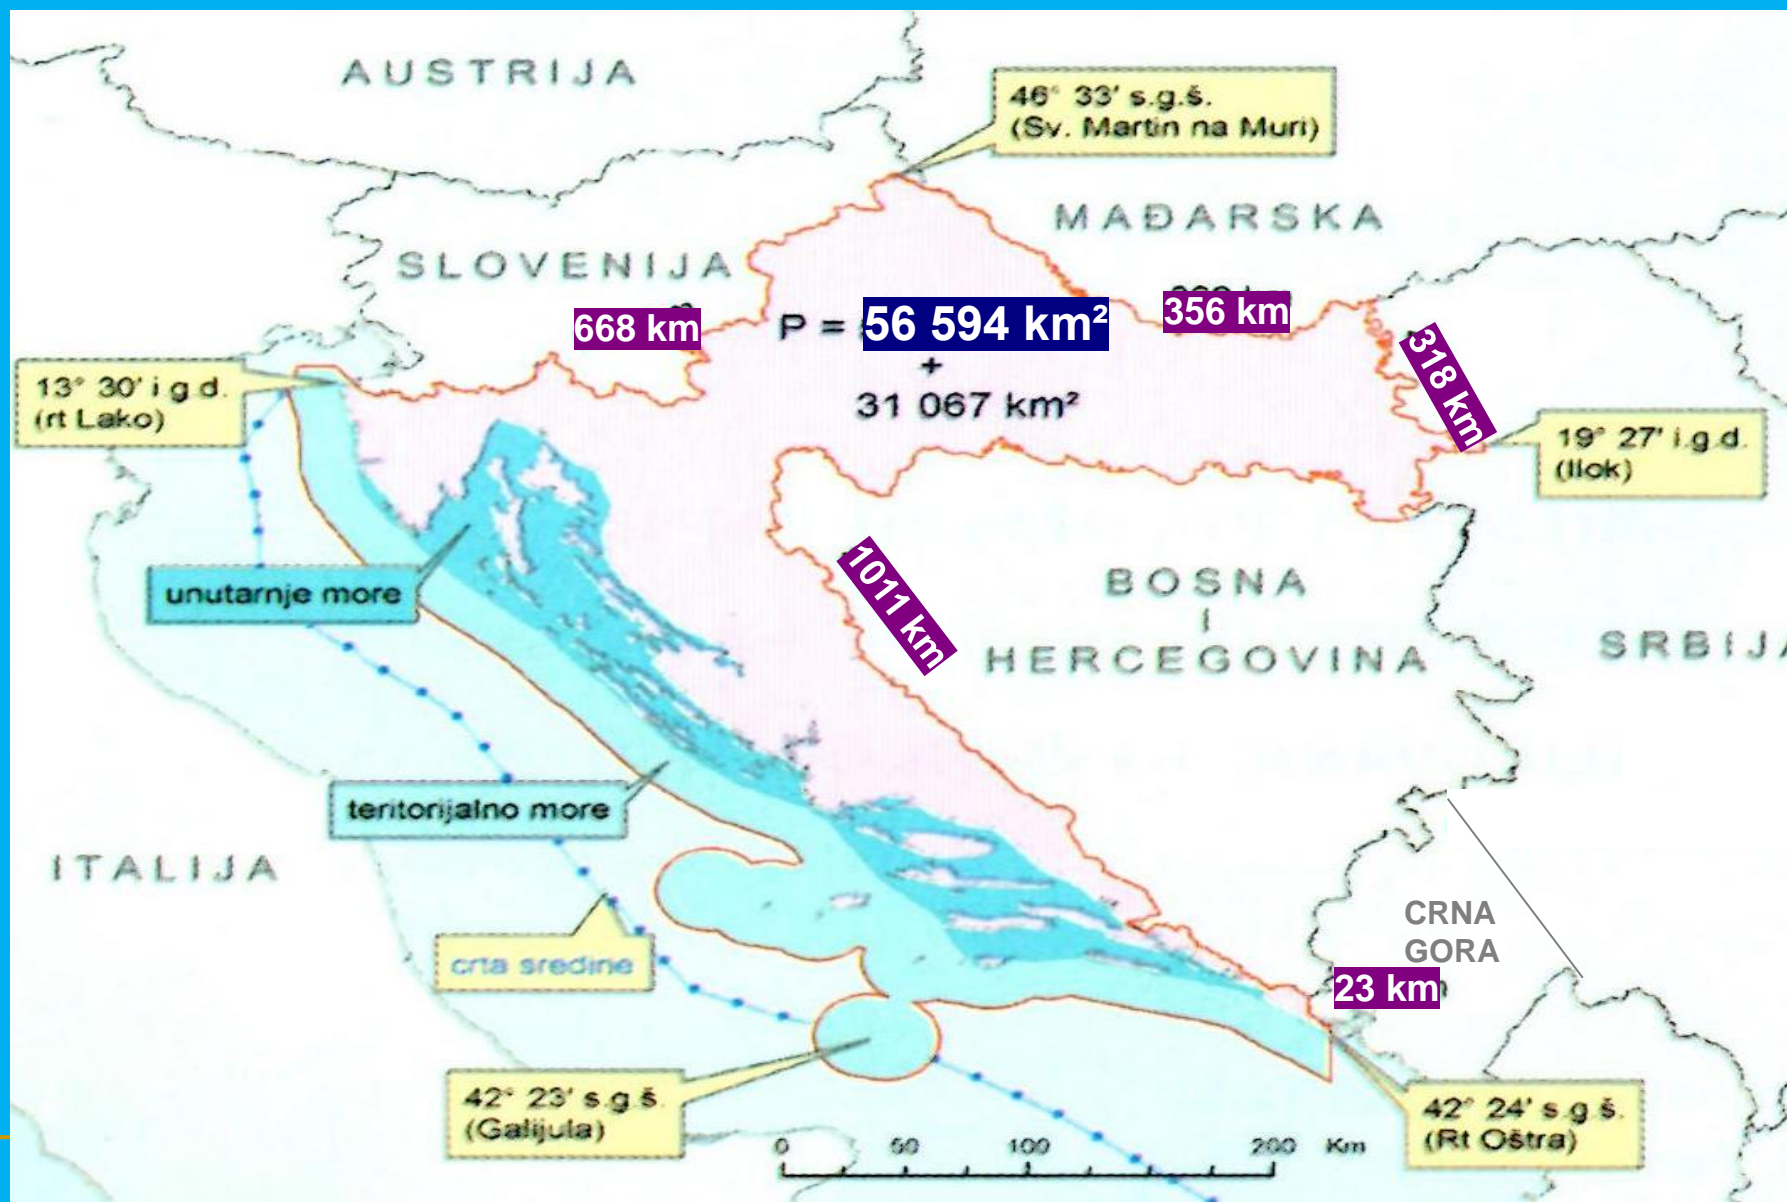 AUSTRIJA
46° 33' s.g.š.
(Sv. Martin na Muri)
MAĐARSKA
SLOVENIJA
668 km
P = 56 594 km²
+
31 067 km²
356 km
318 km
13° 30' i g.d.
(rt Lako)
19° 27' i.g.d.
(Ilok)
unutarnje more
1011 km
BOSNA
I
HERCEGOVINA
SRBIJA
teritorijalno more
ITALIJA
crta sredine
CRNA
GORA
23 km
42° 23' s.g.š.
(Galijula)
42° 24' s.g.š.
(Rt Oštra)
0 50 100 200 Km